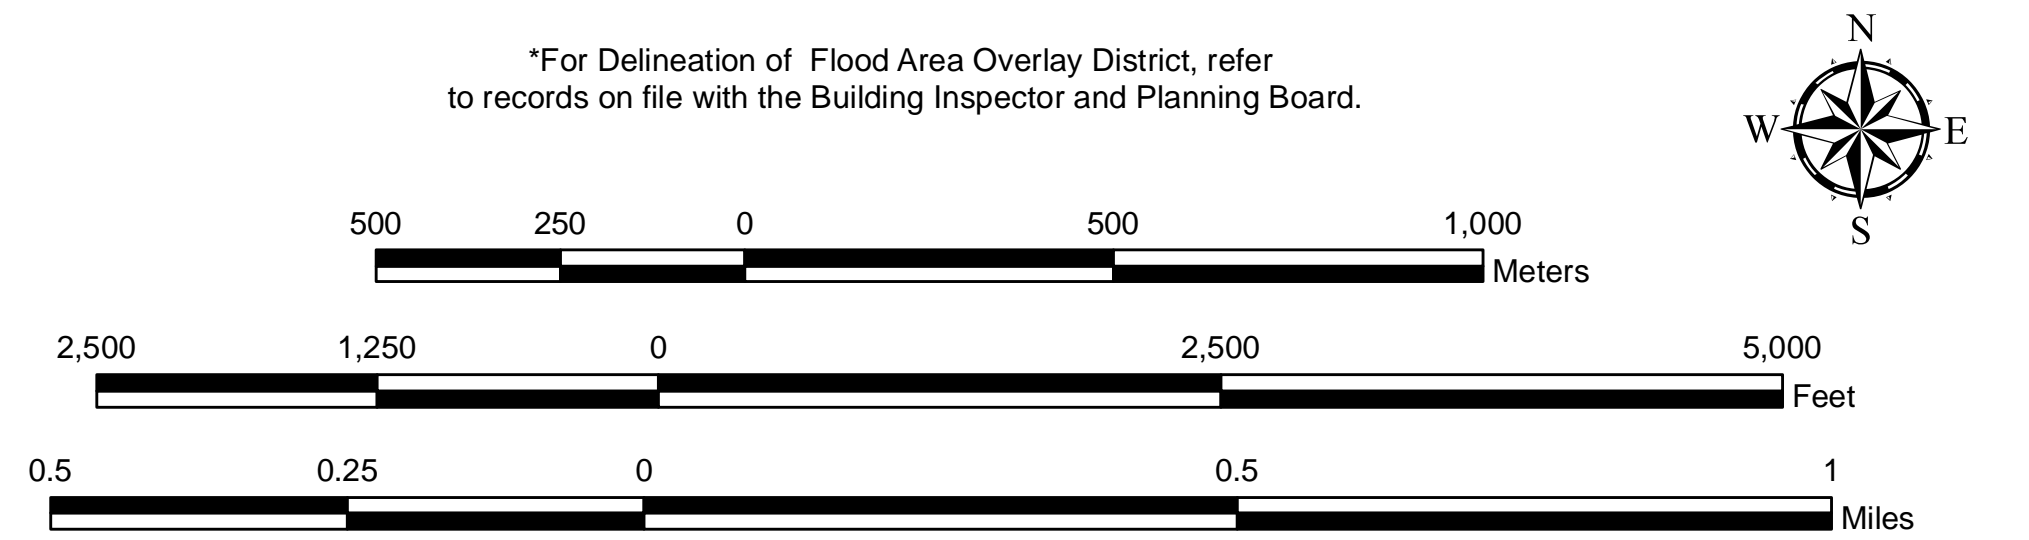 *For Delineation of  Flood Area Overlay District, refer
to records on file with the Building Inspector and Planning Board.
N
W E
S
500 250 0 500 1,000
Meters
2,500 1,250 0 2,500 5,000
Feet
0.5 0.25 0 0.5 1
Miles